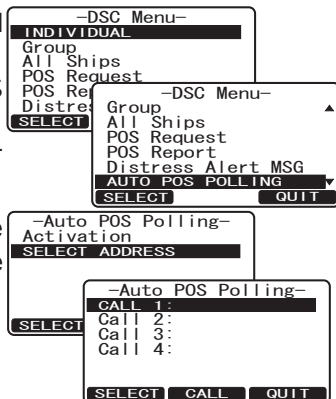 -DSC Menu-
INDIVIDUAL
Group
All Ships
POS Request
POS Rep
Distres
SELECT
-DSC Menu-
Group
All Ships
POS Request
POS Report
Distress Alert MSG
AUTO POS POLLING
SELECT QUIT
-Auto POS Polling-
Activation
SELECT ADDRESS
SELECT
-Auto POS Polling-
CALL 1:
Call 2:
Call 3:
Call 4:
SELECT CALL QUIT